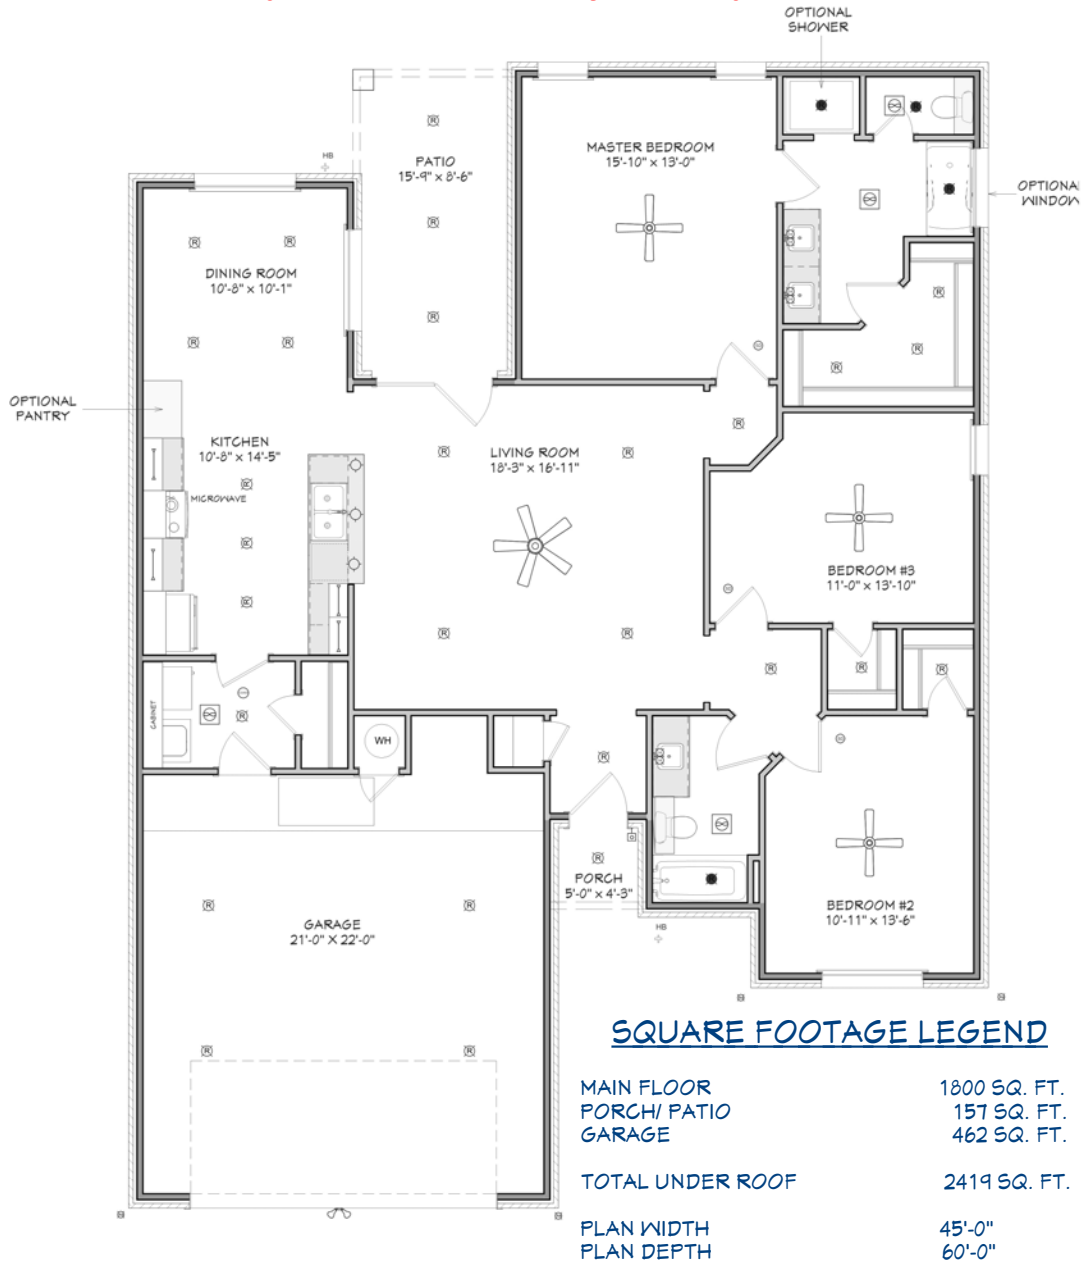 OPTIONAL
SHOWER
MASTER BEDROOM
15'-10" x 13'-0"
HB
PATIO
15'-9" x 8'-6"
OPTIONAL
WINDOW
DINING ROOM
10'-8" x 10'-1"
OPTIONAL
PANTRY
KITCHEN
10'-8" x 14'-5"
MICROWAVE
LIVING ROOM
18'-3" x 16'-11"
BEDROOM #3
11'-0" x 13'-10"
CABINET
WH
PORCH
5'-0" x 4'-3"
BEDROOM #2
10'-11" x 13'-6"
GARAGE
21'-0" X 22'-0"
HB
SQUARE FOOTAGE LEGEND
MAIN FLOOR 1800 SQ. FT.
PORCH/ PATIO 157 SQ. FT.
GARAGE 462 SQ. FT.
TOTAL UNDER ROOF 2419 SQ. FT.
PLAN WIDTH 45'-0"
PLAN DEPTH 60'-0"